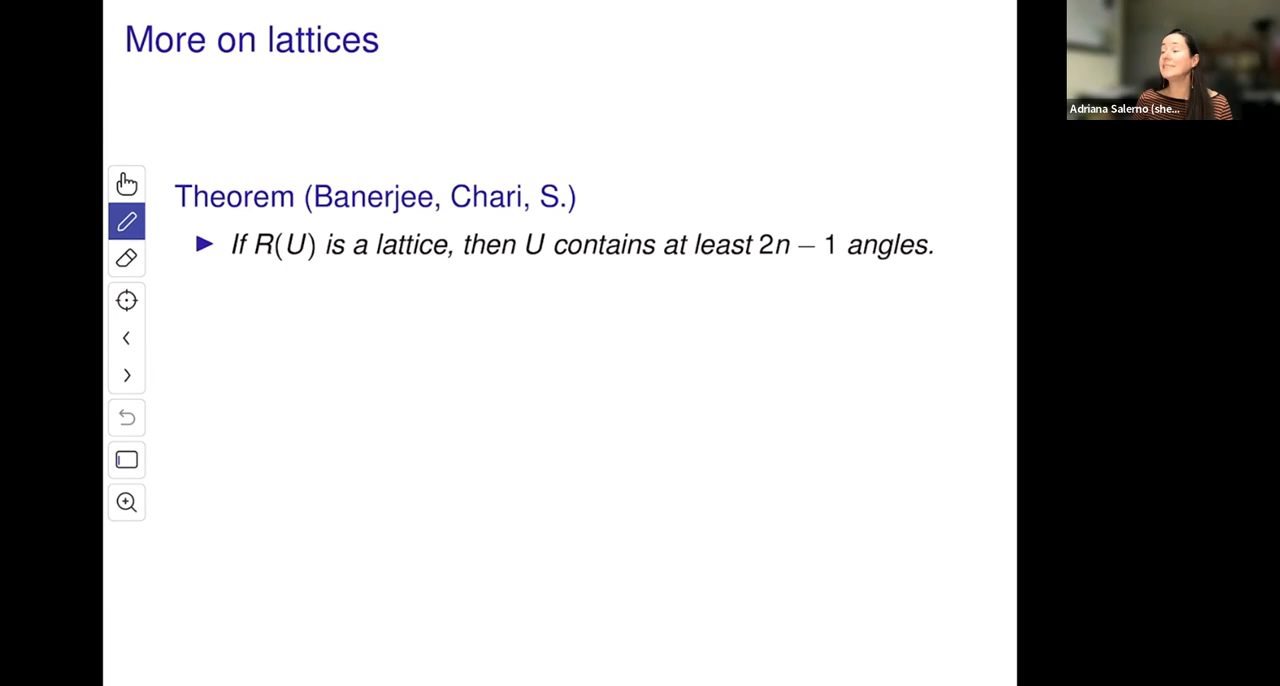 More on lattices
Adriana Salerno (she...
Theorem (Banerjee, Chari, S.)
► If R(U) is a lattice, then U contains at least 2n − 1 angles.